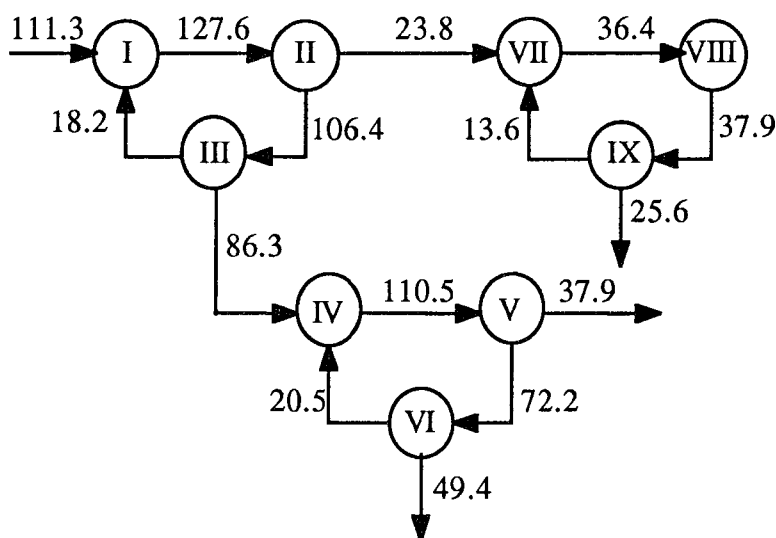 111.3 I 127.6 II 23.8 VII 36.4 VIII
18.2 III 106.4 13.6 IX 37.9
86.3 25.6
IV 110.5 V 37.9
20.5 VI 72.2
49.4